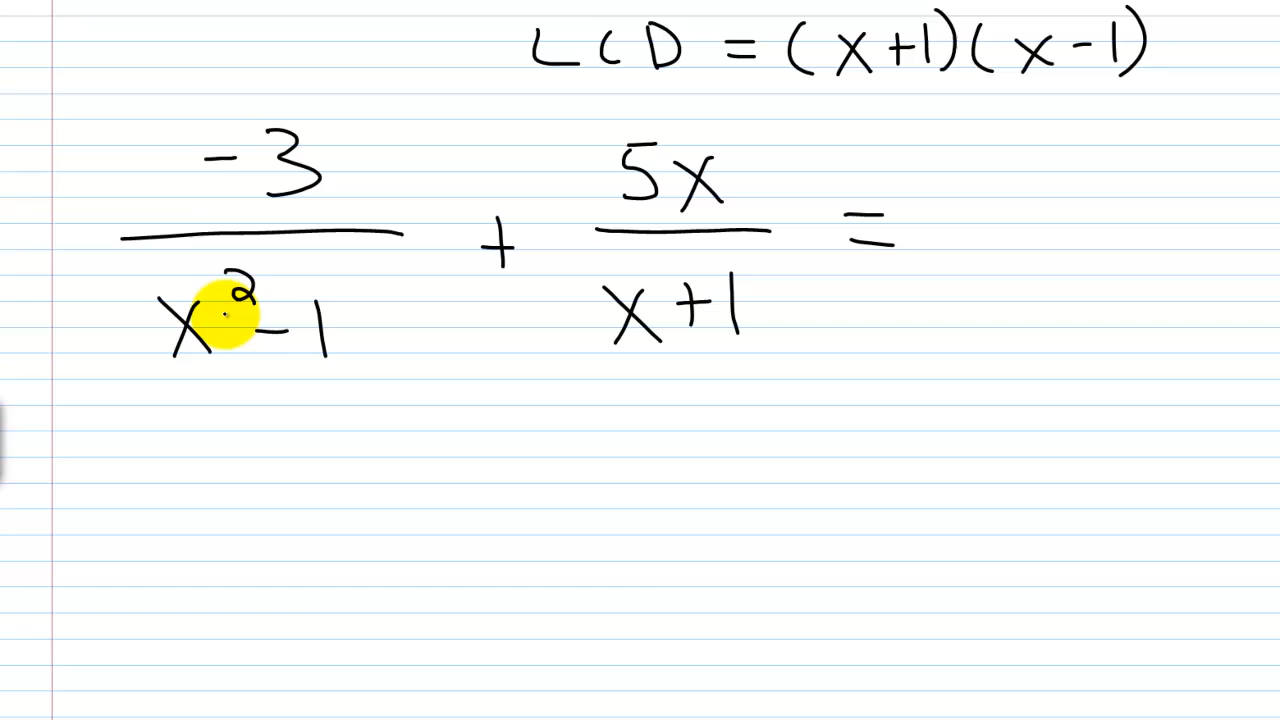 LCD = (x+1)(x-1)
-3/(x²-1) + 5x/(x+1) =